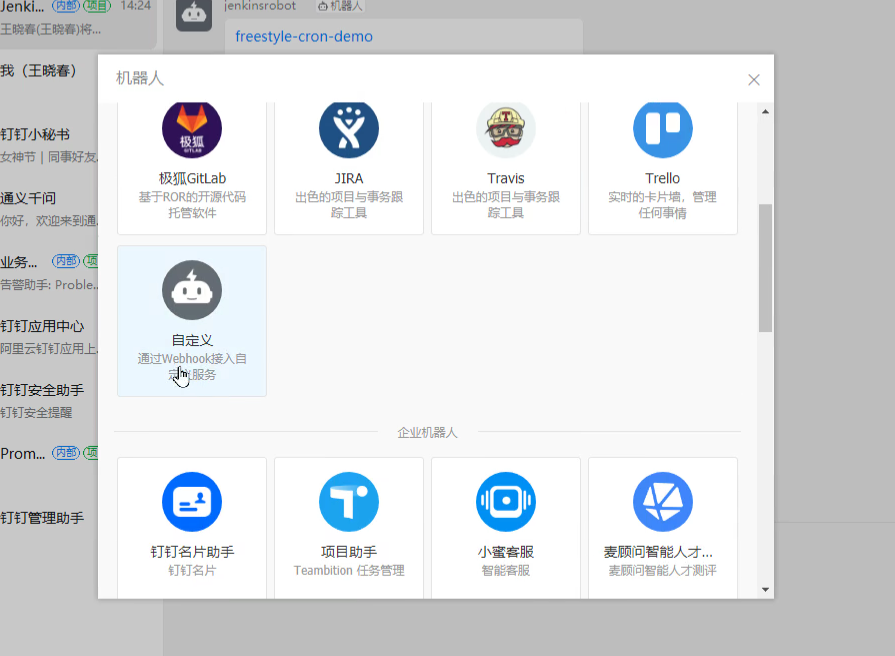 Jenki... 内部 项目 14:24
王晓春(王晓春)将...
我（王晓春）
钉钉小秘书
女神节 | 同事好友
通义千问
你好，欢迎来到通
业务... 内部 项
告警助手: Proble...
钉钉应用中心
阿里云钉钉应用上
钉钉安全助手
钉钉安全提醒
Prom... 内部 项
钉钉管理助手
jenkinsrobot 机器人
freestyle-cron-demo
机器人
极狐
GITLAB
极狐GitLab
基于ROR的开源代码
托管软件
JIRA
出色的项目与事务跟
踪工具
Travis
出色的项目与事务跟
踪工具
Trello
实时的卡片墙，管理
任何事情
自定义
通过Webhook接入自
定义服务
企业机器人
钉钉名片助手
钉钉名片
项目助手
Teambition 任务管理
小蜜客服
智能客服
麦顾问智能人才...
麦顾问智能人才测评